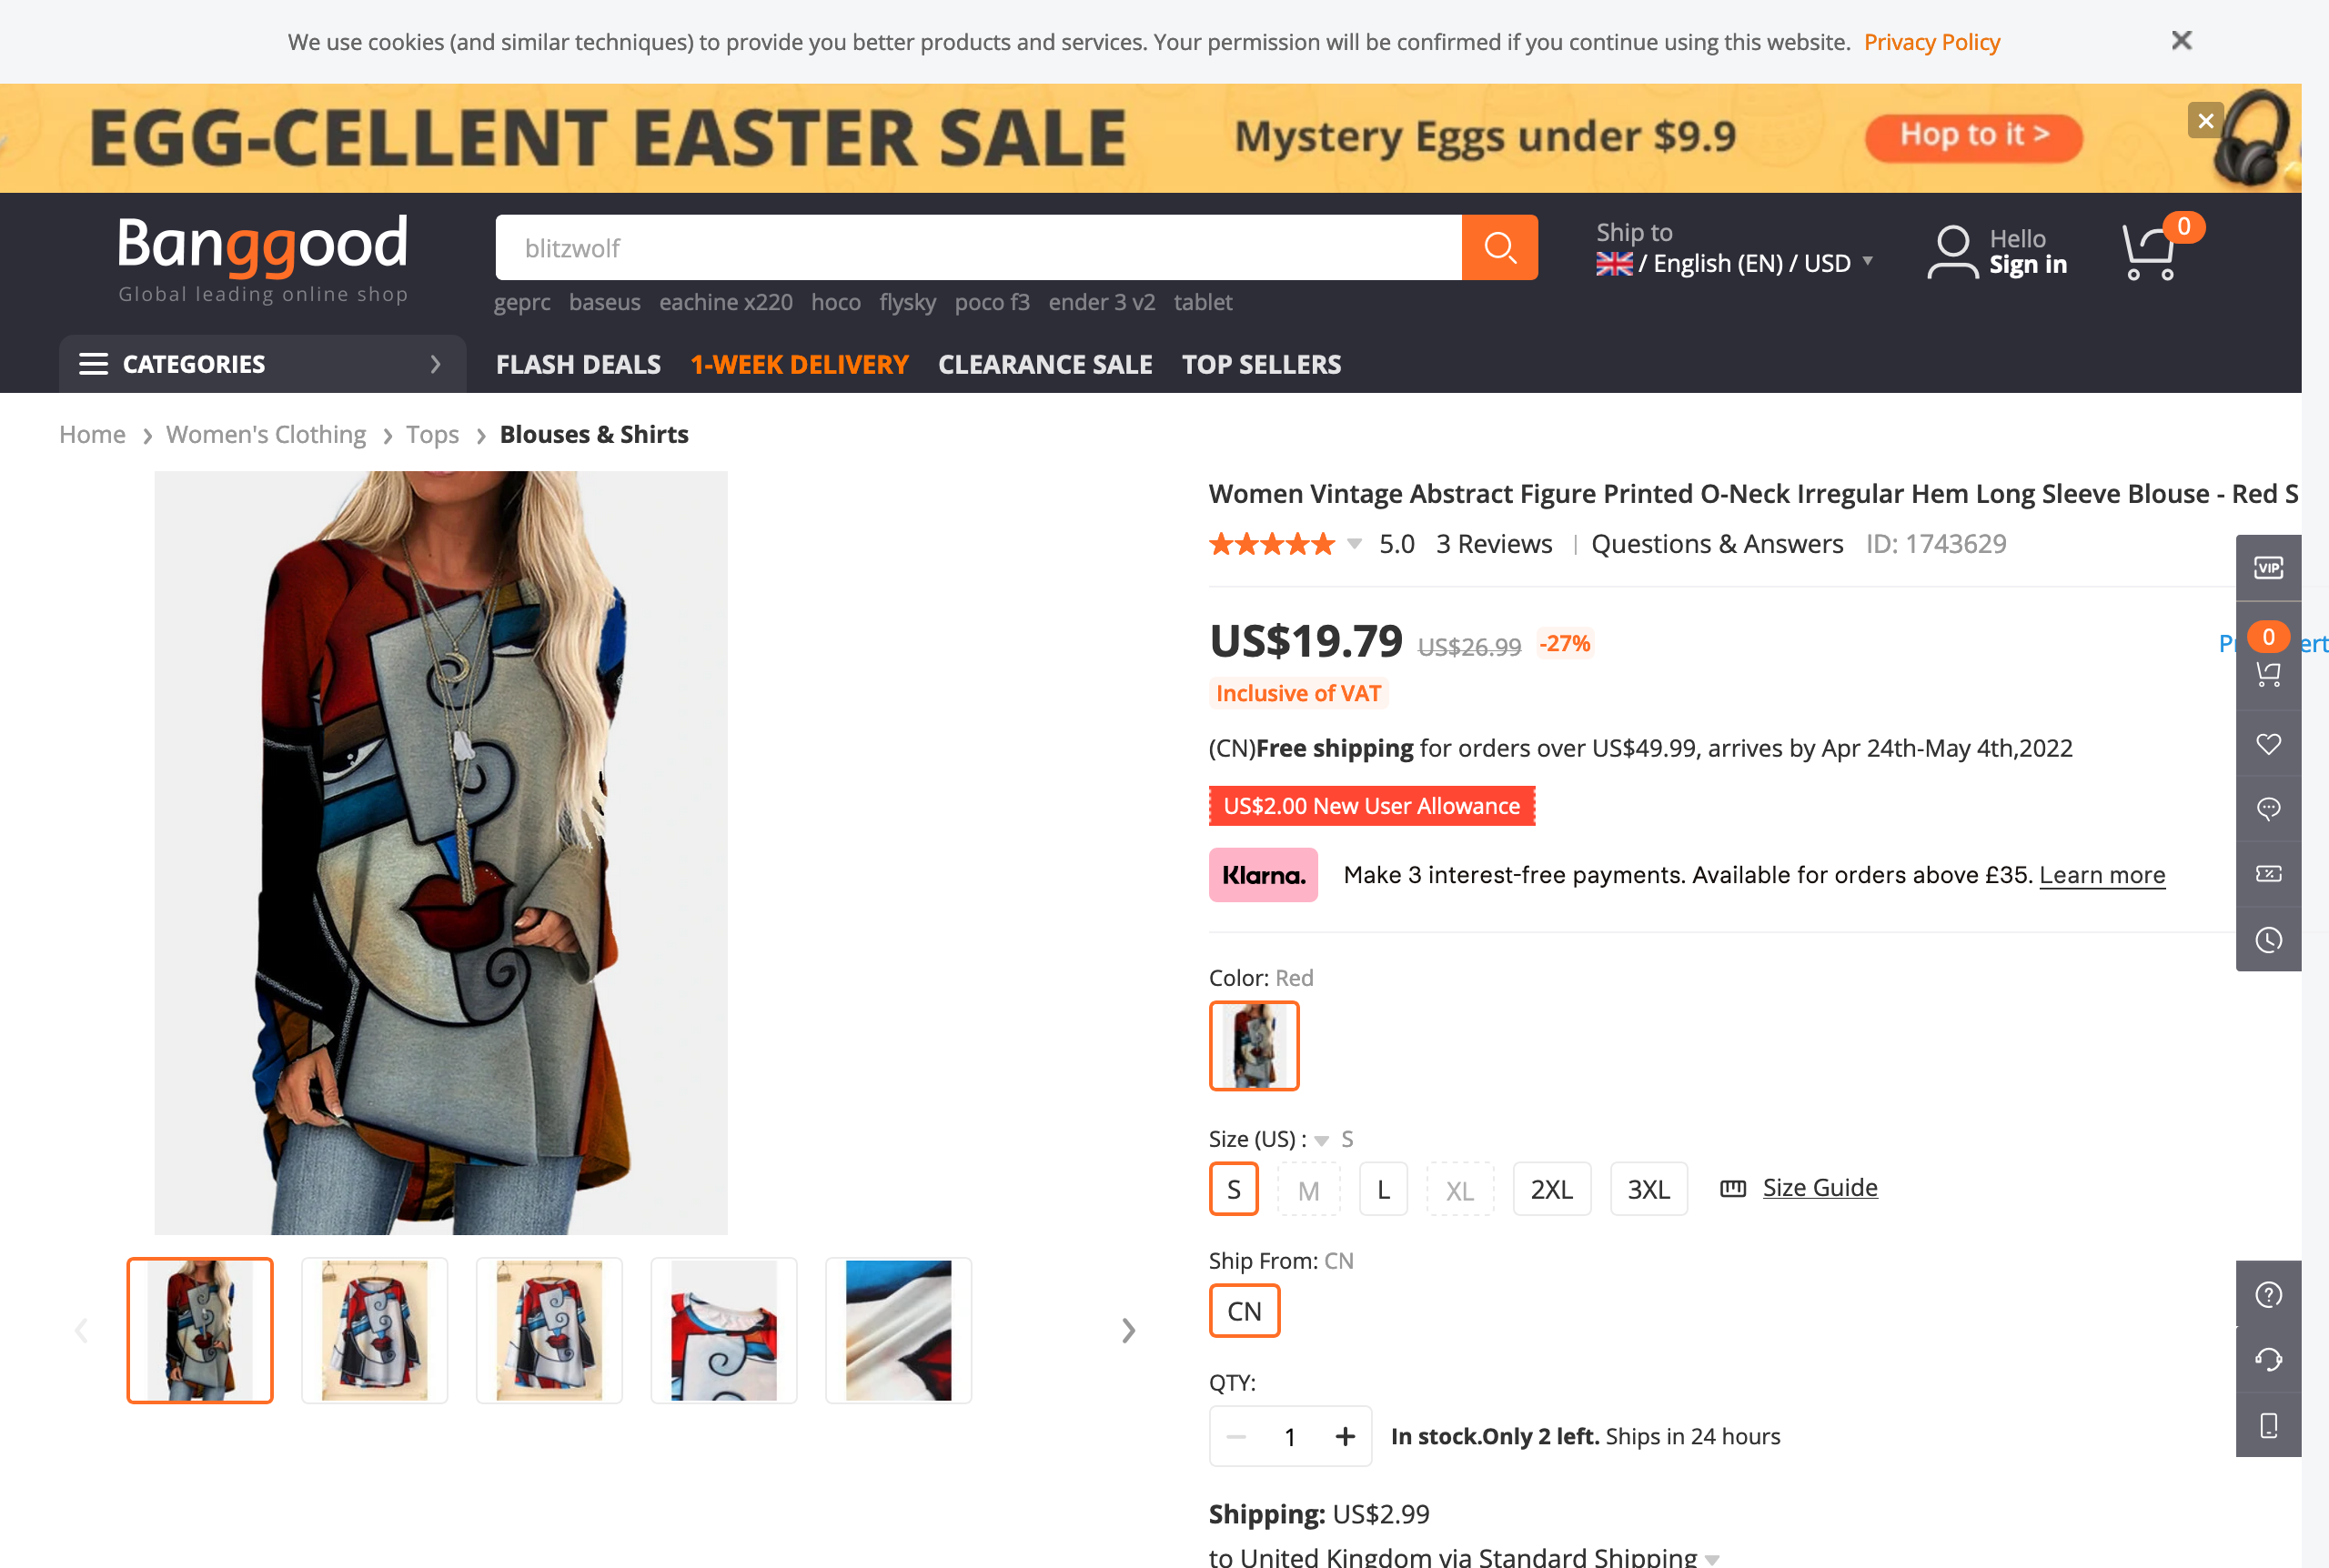 We use cookies (and similar techniques) to provide you better products and services. Your permission will be confirmed if you continue using this website. Privacy Policy
EGG-CELLENT EASTER SALE
Mystery Eggs under $9.9
Hop to it >
Banggood
Global leading online shop
blitzwolf
geprc baseus eachine x220 hoco flysky poco f3 ender 3 v2 tablet
Ship to
/ English (EN) / USD
Hello
Sign in
0
CATEGORIES
FLASH DEALS 1-WEEK DELIVERY CLEARANCE SALE TOP SELLERS
Home > Women's Clothing > Tops > Blouses & Shirts
Women Vintage Abstract Figure Printed O-Neck Irregular Hem Long Sleeve Blouse - Red S
5.0 3 Reviews | Questions & Answers ID: 1743629
VIP
US$19.79 US$26.99 -27%
0
Inclusive of VAT
(CN)Free shipping for orders over US$49.99, arrives by Apr 24th-May 4th,2022
US$2.00 New User Allowance
Klarna. Make 3 interest-free payments. Available for orders above £35. Learn more
Color: Red
Size (US) : S
S M L XL 2XL 3XL Size Guide
Ship From: CN
CN
QTY:
1 + In stock.Only 2 left. Ships in 24 hours
Shipping: US$2.99
to United Kingdom via Standard Shipping